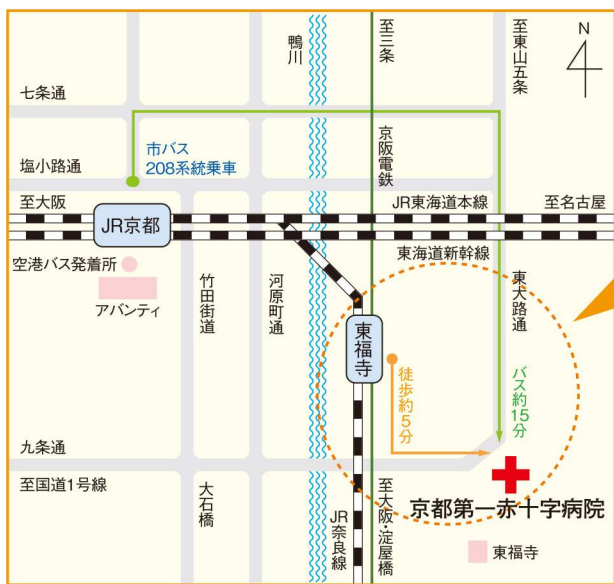 鴨川
至三条
至東山五条
N
七条通
市バス
208系統乗車
京阪電鉄
塩小路通
至大阪
JR東海道本線
至名古屋
JR京都
東海道新幹線
空港バス発着所
アバンティ
竹田街道
河原町通
東大路通
東福寺
徒歩約5分
バス約15分
九条通
至国道1号線
大石橋
JR奈良線
至大阪・淀屋橋
京都第一赤十字病院
東福寺